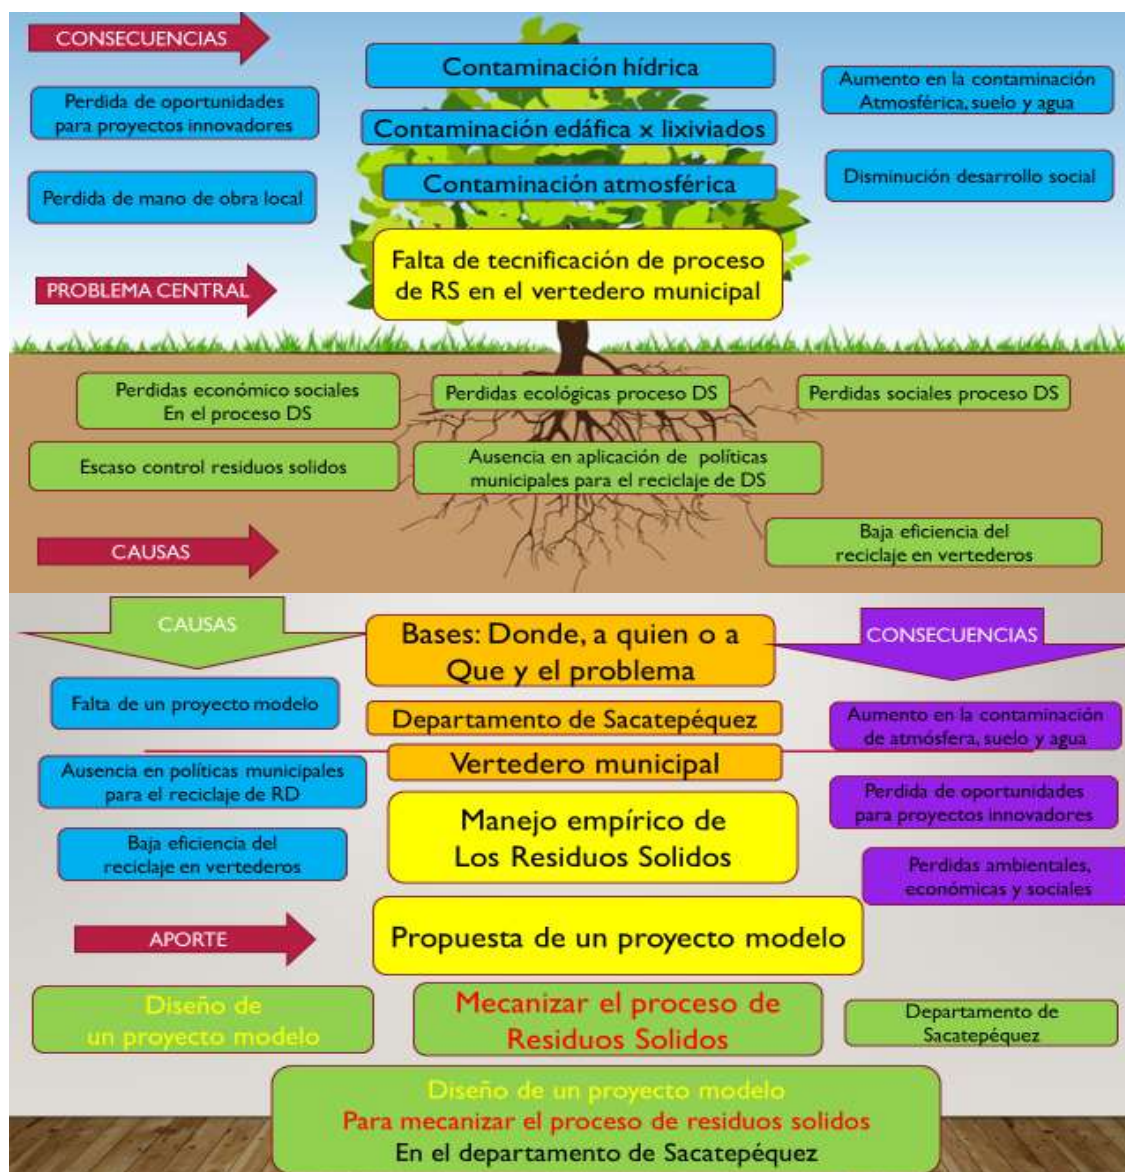 CONSECUENCIAS
Contaminación hídrica
Aumento en la contaminación
Atmosférica, suelo y agua
Perdida de oportunidades
para proyectos innovadores
Contaminación edáfica x lixiviados
Contaminación atmosférica
Disminución desarrollo social
Perdida de mano de obra local
Falta de tecnificación de proceso
de RS en el vertedero municipal
PROBLEMA CENTRAL
Perdidas económico sociales
En el proceso DS
Perdidas ecológicas proceso DS
Perdidas sociales proceso DS
Escaso control residuos solidos
Ausencia en aplicación de políticas
municipales para el reciclaje de DS
CAUSAS
Baja eficiencia del
reciclaje en vertederos
CAUSAS
Bases: Donde, a quien o a
Que y el problema
CONSECUENCIAS
Falta de un proyecto modelo
Departamento de Sacatepéquez
Aumento en la contaminación
de atmósfera, suelo y agua
Ausencia en políticas municipales
para el reciclaje de RD
Vertedero municipal
Perdida de oportunidades
para proyectos innovadores
Manejo empírico de
Los Residuos Solidos
Baja eficiencia del
reciclaje en vertederos
Perdidas ambientales,
económicas y sociales
APORTE
Propuesta de un proyecto modelo
Diseño de
un proyecto modelo
Mecanizar el proceso de
Residuos Solidos
Departamento de
Sacatepéquez
Diseño de un proyecto modelo
Para mecanizar el proceso de residuos solidos
En el departamento de Sacatepéquez